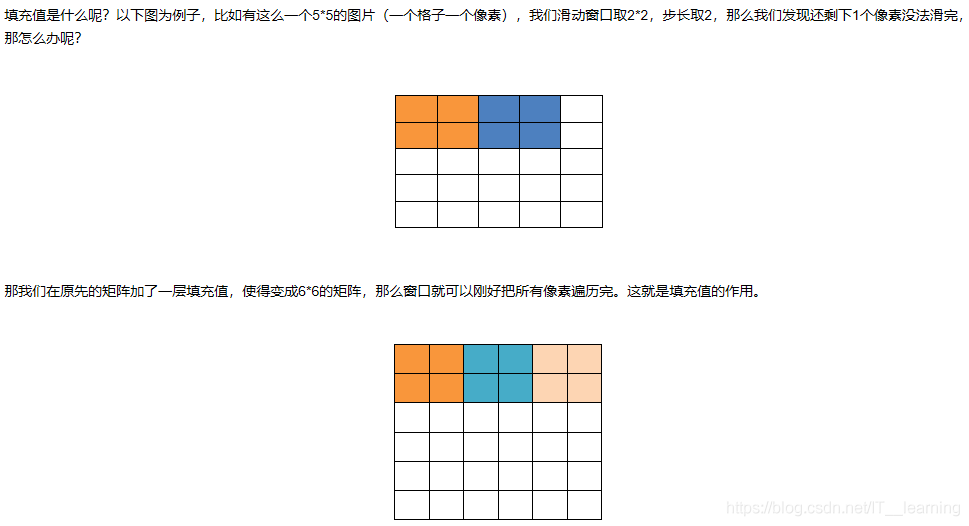 填充值是什么呢？以下图为例子，比如有这么一个5*5的图片（一个格子一个像素），我们滑动窗口取2*2，步长取2，那么我们发现还剩下1个像素没法滑完，
那怎么办呢？
那我们在原先的矩阵加了一层填充值，使得变成6*6的矩阵，那么窗口就可以刚好把所有像素遍历完。这就是填充值的作用。
https://blog.csdn.net/IT__learning